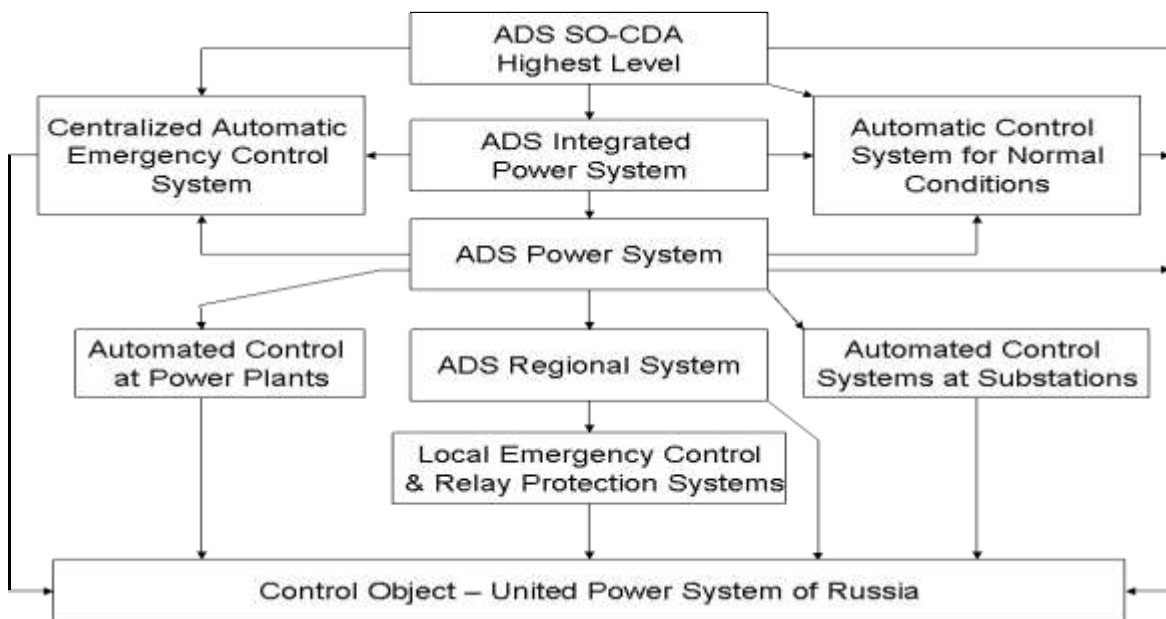 ADS SO-CDA
Highest Level
Centralized Automatic
Emergency Control
System
ADS Integrated
Power System
Automatic Control
System for Normal
Conditions
ADS Power System
Automated Control
at Power Plants
ADS Regional System
Automated Control
Systems at Substations
Local Emergency Control
& Relay Protection Systems
Control Object – United Power System of Russia